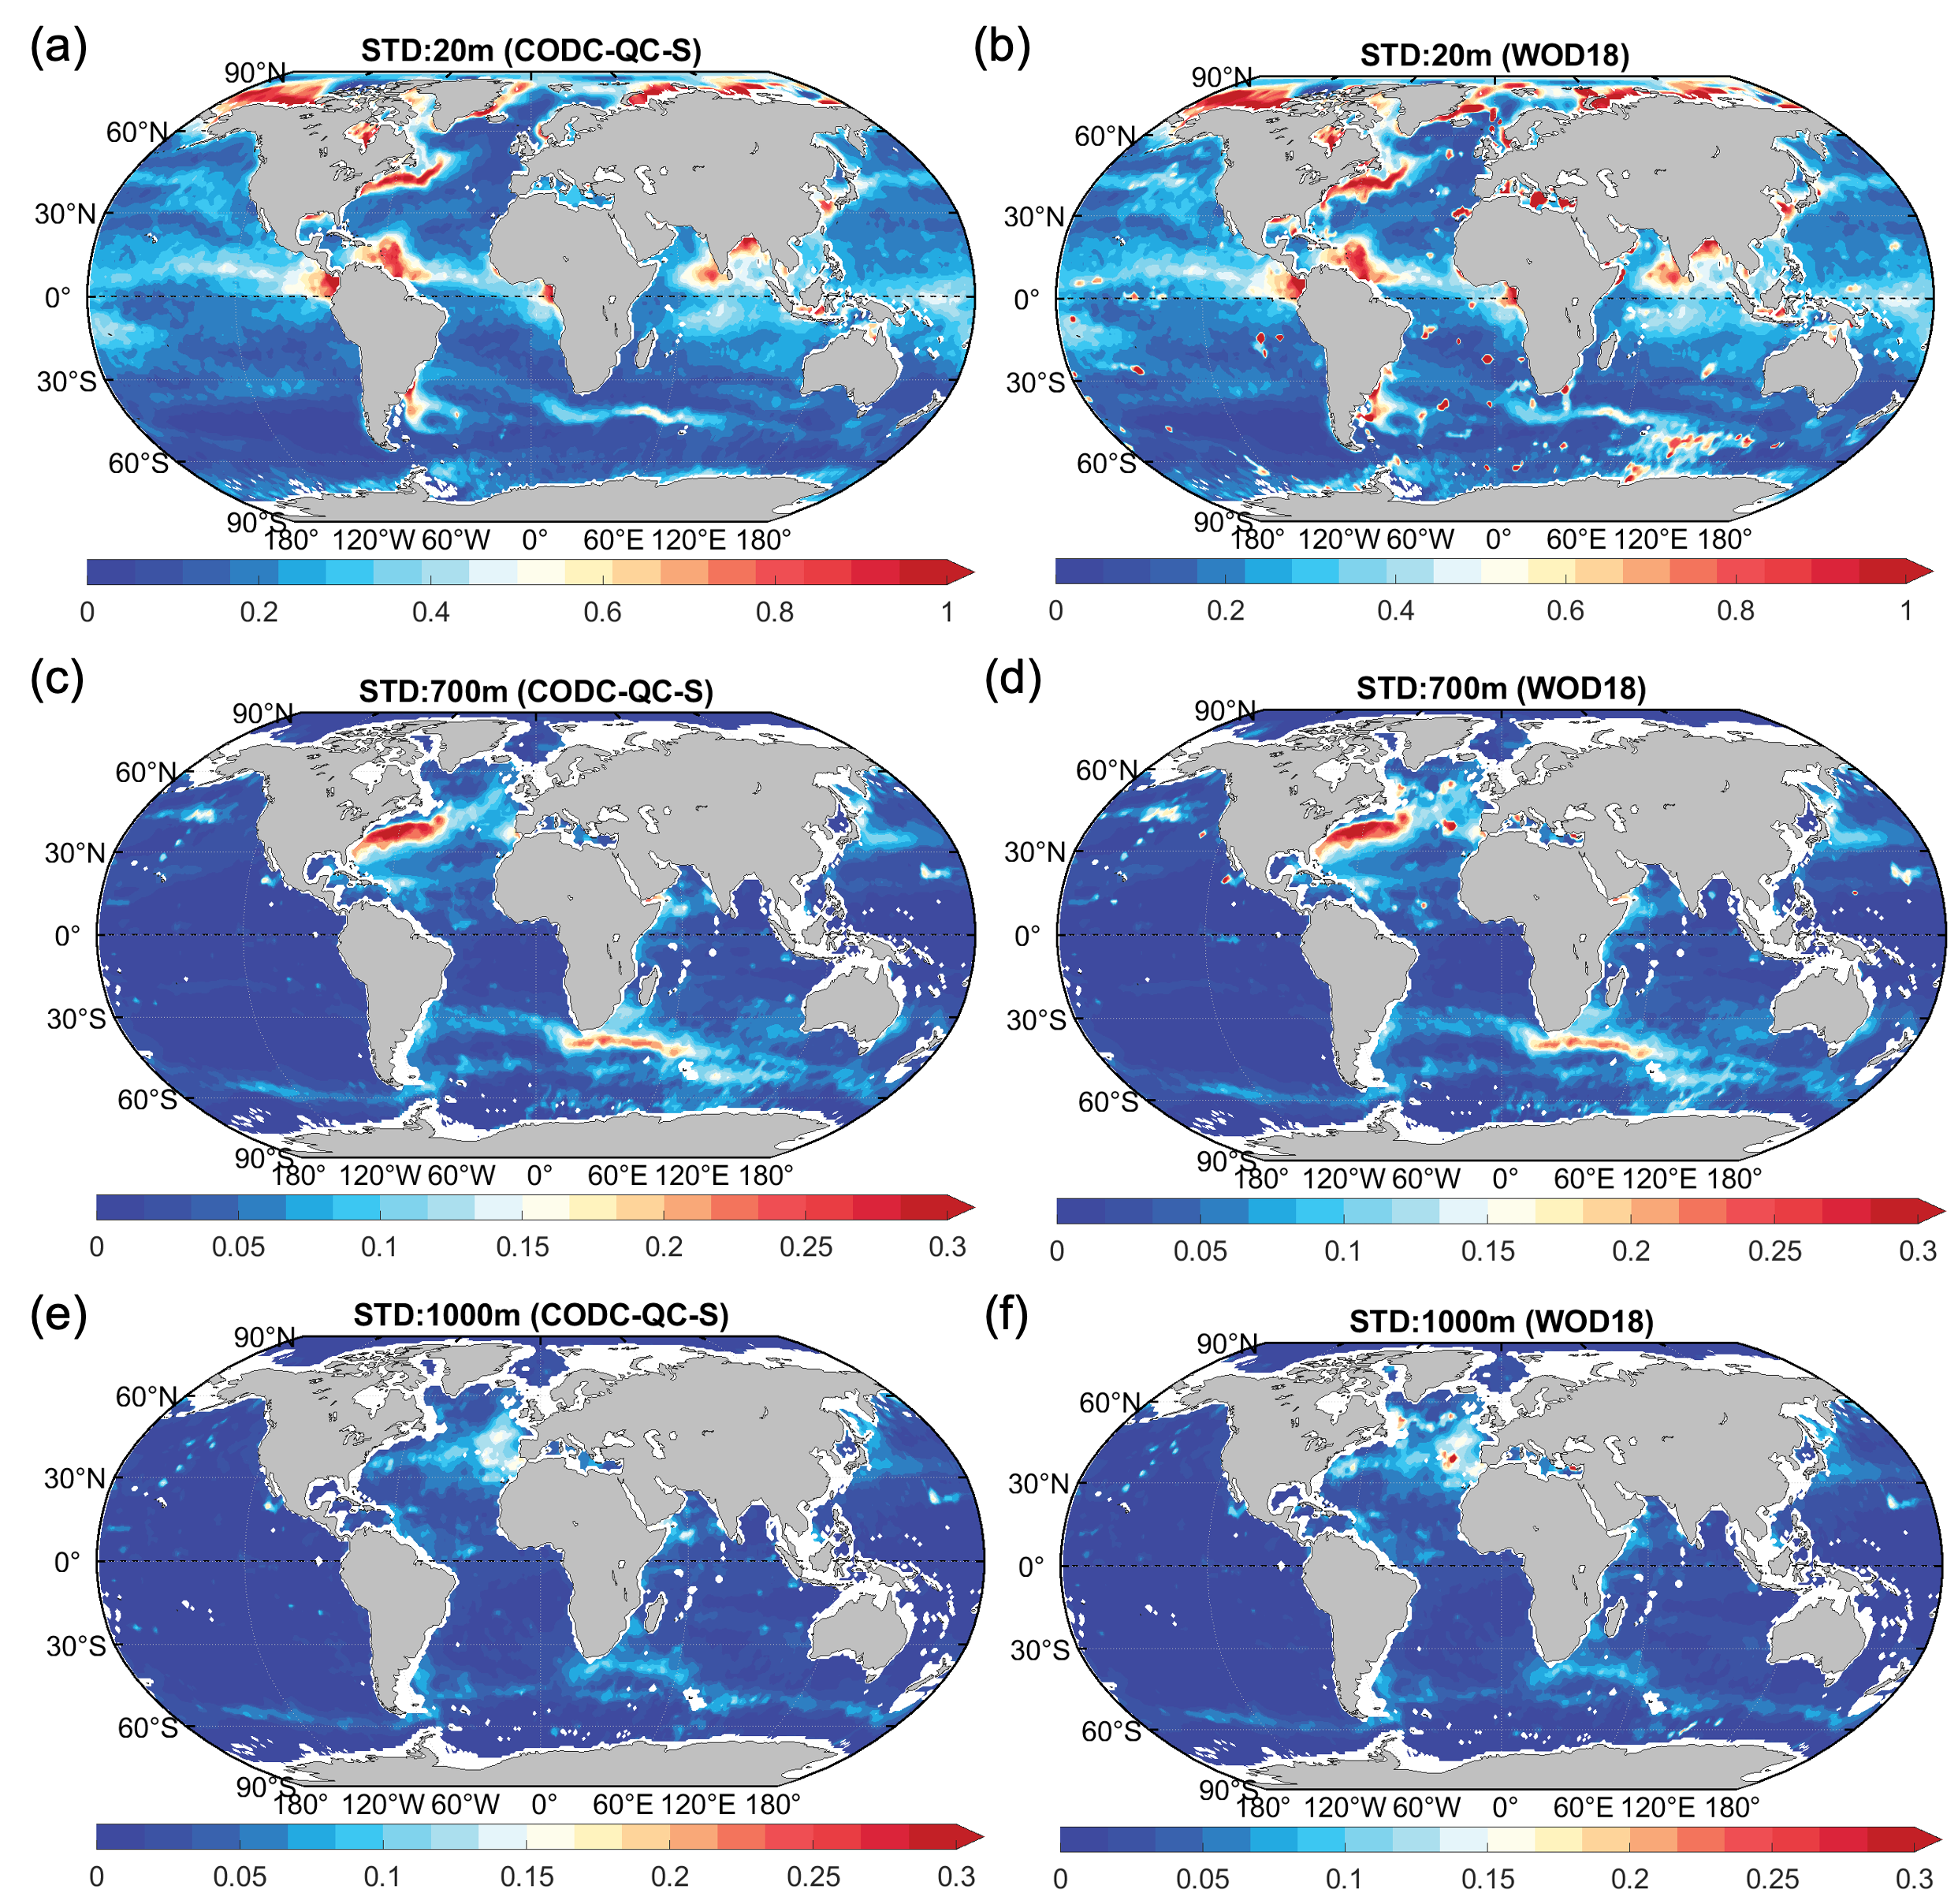 (a)
STD:20m (CODC-QC-S)
90°N
60°N
30°N
0°
30°S
60°S
90°S
180° 120°W 60°W 0° 60°E 120°E 180°
0 0.2 0.4 0.6 0.8 1
(b)
STD:20m (WOD18)
90°N
60°N
30°N
0°
30°S
60°S
90°S
180° 120°W 60°W 0° 60°E 120°E 180°
0 0.2 0.4 0.6 0.8 1
(c)
STD:700m (CODC-QC-S)
90°N
60°N
30°N
0°
30°S
60°S
90°S
180° 120°W 60°W 0° 60°E 120°E 180°
0 0.05 0.1 0.15 0.2 0.25 0.3
(d)
STD:700m (WOD18)
90°N
60°N
30°N
0°
30°S
60°S
90°S
180° 120°W 60°W 0° 60°E 120°E 180°
0 0.05 0.1 0.15 0.2 0.25 0.3
(e)
STD:1000m (CODC-QC-S)
90°N
60°N
30°N
0°
30°S
60°S
90°S
180° 120°W 60°W 0° 60°E 120°E 180°
0 0.05 0.1 0.15 0.2 0.25 0.3
(f)
STD:1000m (WOD18)
90°N
60°N
30°N
0°
30°S
60°S
90°S
180° 120°W 60°W 0° 60°E 120°E 180°
0 0.05 0.1 0.15 0.2 0.25 0.3